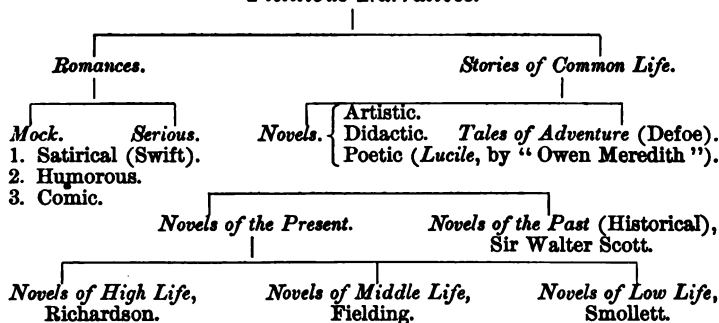 Romances. Stories of Common Life.
Mock. Serious. Novels. Artistic. Didactic. Poetic (Lucile, by “Owen Meredith”). Tales of Adventure (Defoe).
1. Satirical (Swift).
2. Humorous.
3. Comic.
Novels of the Present. Novels of the Past (Historical),
Sir Walter Scott.
Novels of High Life, Novels of Middle Life, Novels of Low Life,
Richardson. Fielding. Smollett.